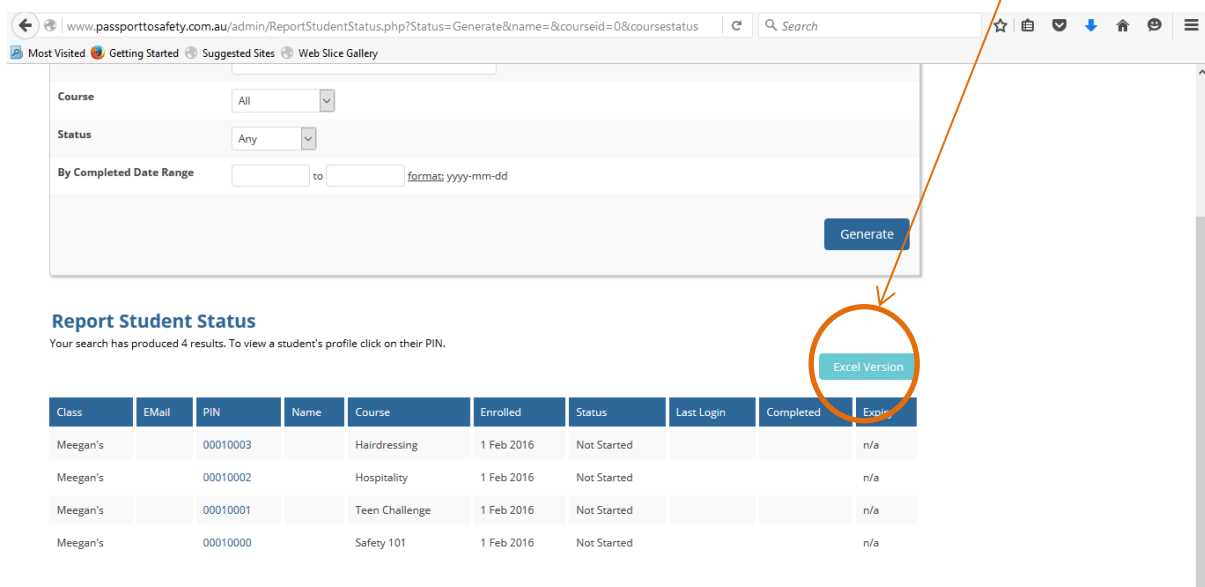 www.passporttosafety.com.au/admin/ReportStudentStatus.php?Status=Generate&name=&courseid=0&coursestatus Search
Most Visited Getting Started Suggested Sites Web Slice Gallery
Course All
Status Any
By Completed Date Range to format: yyyy-mm-dd
Generate
Report Student Status
Your search has produced 4 results. To view a student's profile click on their PIN.
Excel Version
Class EMail PIN Name Course Enrolled Status Last Login Completed Expiry
Meegan's 00010003 Hairdressing 1 Feb 2016 Not Started n/a
Meegan's 00010002 Hospitality 1 Feb 2016 Not Started n/a
Meegan's 00010001 Teen Challenge 1 Feb 2016 Not Started n/a
Meegan's 00010000 Safety 101 1 Feb 2016 Not Started n/a